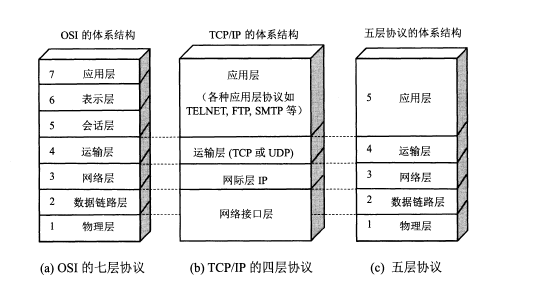 OSI 的体系结构
7 应用层
6 表示层
5 会话层
4 运输层
3 网络层
2 数据链路层
1 物理层
(a) OSI 的七层协议
TCP/IP 的体系结构
应用层
(各种应用层协议如
TELNET, FTP, SMTP 等)
运输层 (TCP 或 UDP)
网际层 IP
网络接口层
(b) TCP/IP 的四层协议
五层协议的体系结构
5 应用层
4 运输层
3 网络层
2 数据链路层
1 物理层
(c) 五层协议